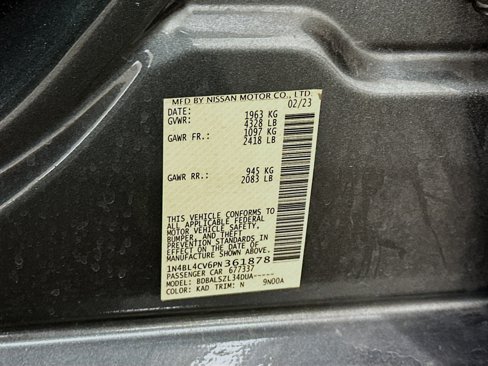 MFD BY NISSAN MOTOR CO., LTD.
DATE: 02/23
GVWR: 1963 KG
4328 LB
GAWR FR.: 1097 KG
2418 LB
GAWR RR.: 945 KG
2083 LB
THIS VEHICLE CONFORMS TO
ALL APPLICABLE FEDERAL
MOTOR VEHICLE SAFETY,
BUMPER, AND THEFT
PREVENTION STANDARDS IN
EFFECT ON THE DATE OF
MANUFACTURE SHOWN ABOVE.
1N4BL4CV6PN361878
PASSENGER CAR 677337
MODEL: BDBALSZL34DUA-----
COLOR: KAD TRIM: N 9N00A